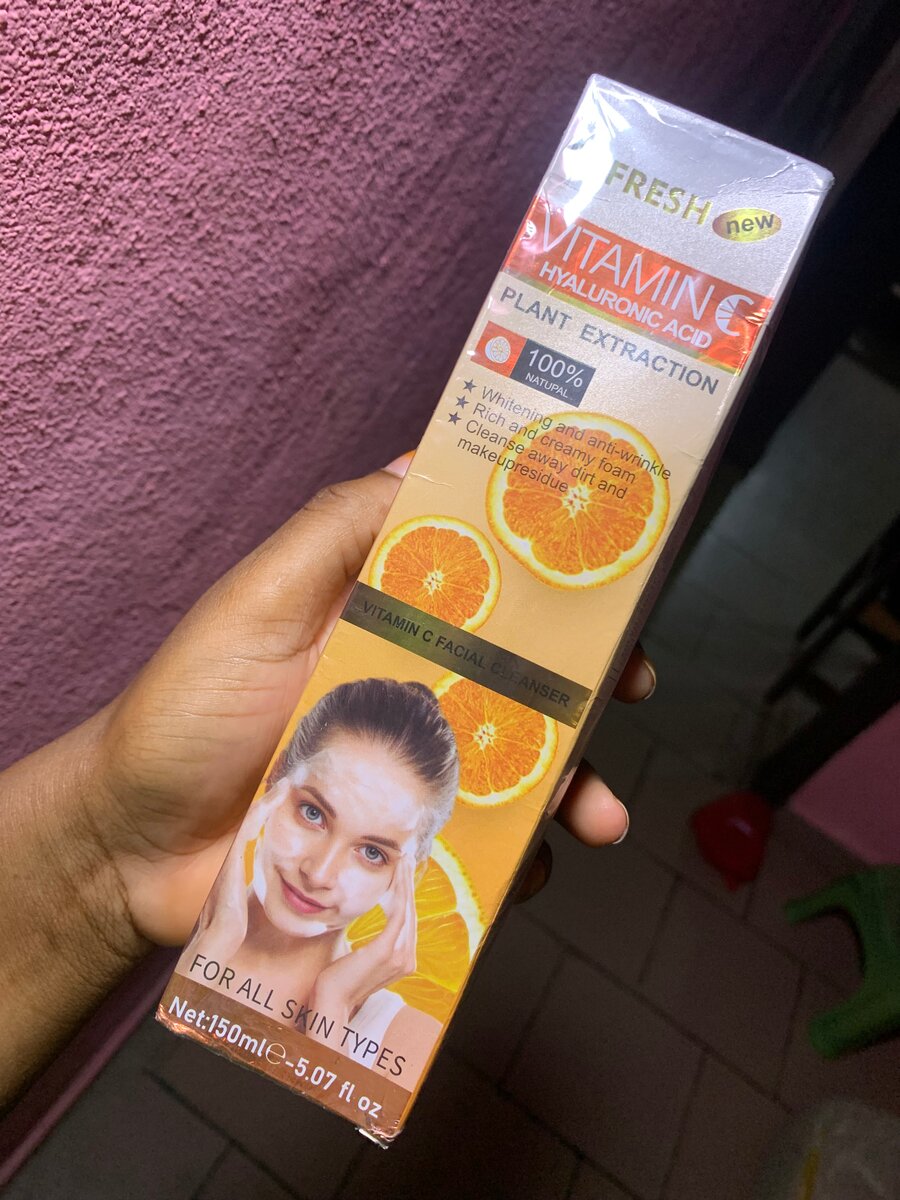 FRESH
new
VITAMIN C
HYALURONIC ACID
PLANT EXTRACTION
100%
NATUPAL
★ Whitening and anti-wrinkle
★ Rich and creamy foam
★ Cleanse away dirt and
makeupresidue
VITAMIN C FACIAL CLEANSER
FOR ALL SKIN TYPES
Net:150ml℮-5.07 fl oz